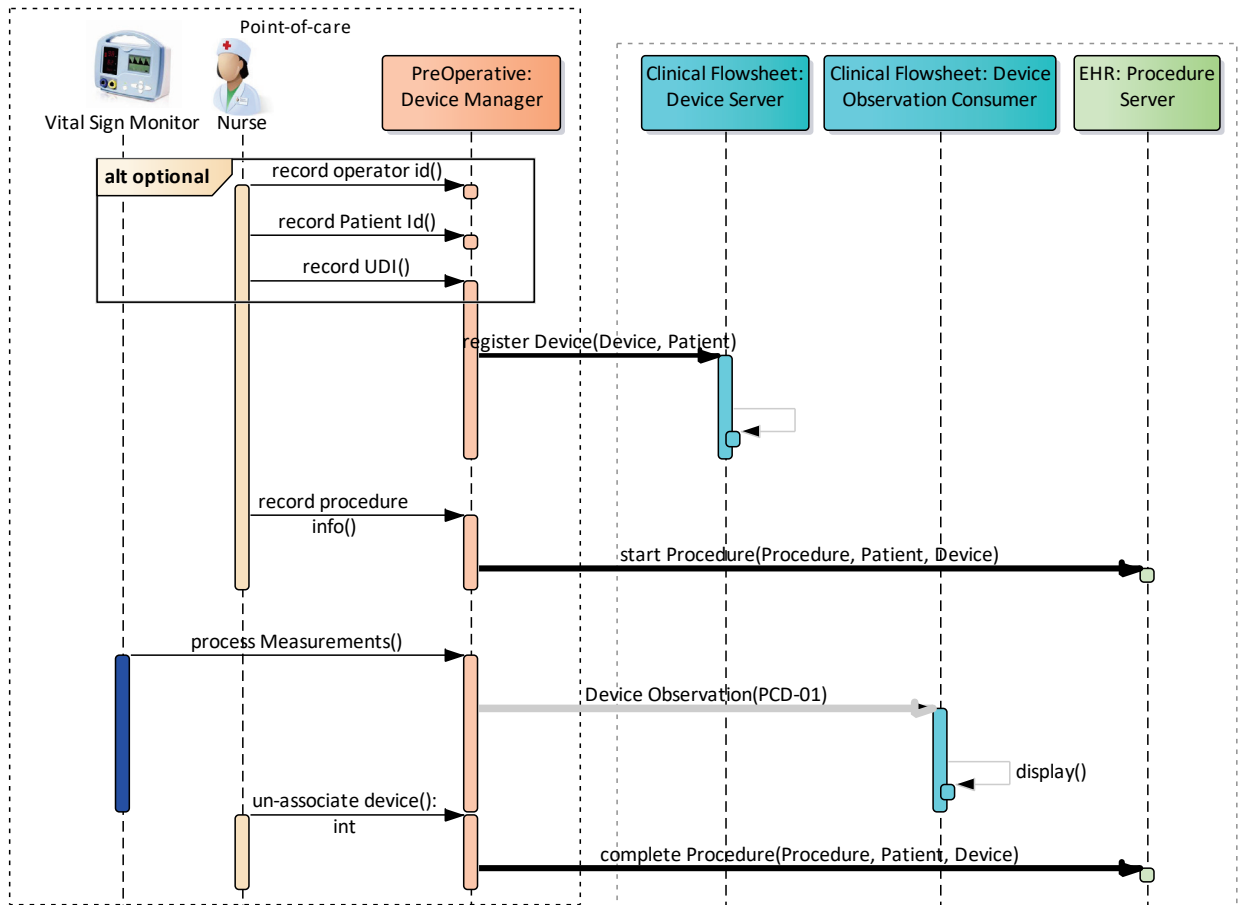 Point-of-care
Vital Sign Monitor
Nurse
PreOperative:
Device Manager
Clinical Flowsheet:
Device Server
Clinical Flowsheet: Device
Observation Consumer
EHR: Procedure
Server
alt optional
record operator id()
record Patient Id()
record UDI()
register Device(Device, Patient)
record procedure
info()
start Procedure(Procedure, Patient, Device)
process Measurements()
Device Observation(PCD-01)
display()
un-associate device():
int
complete Procedure(Procedure, Patient, Device)